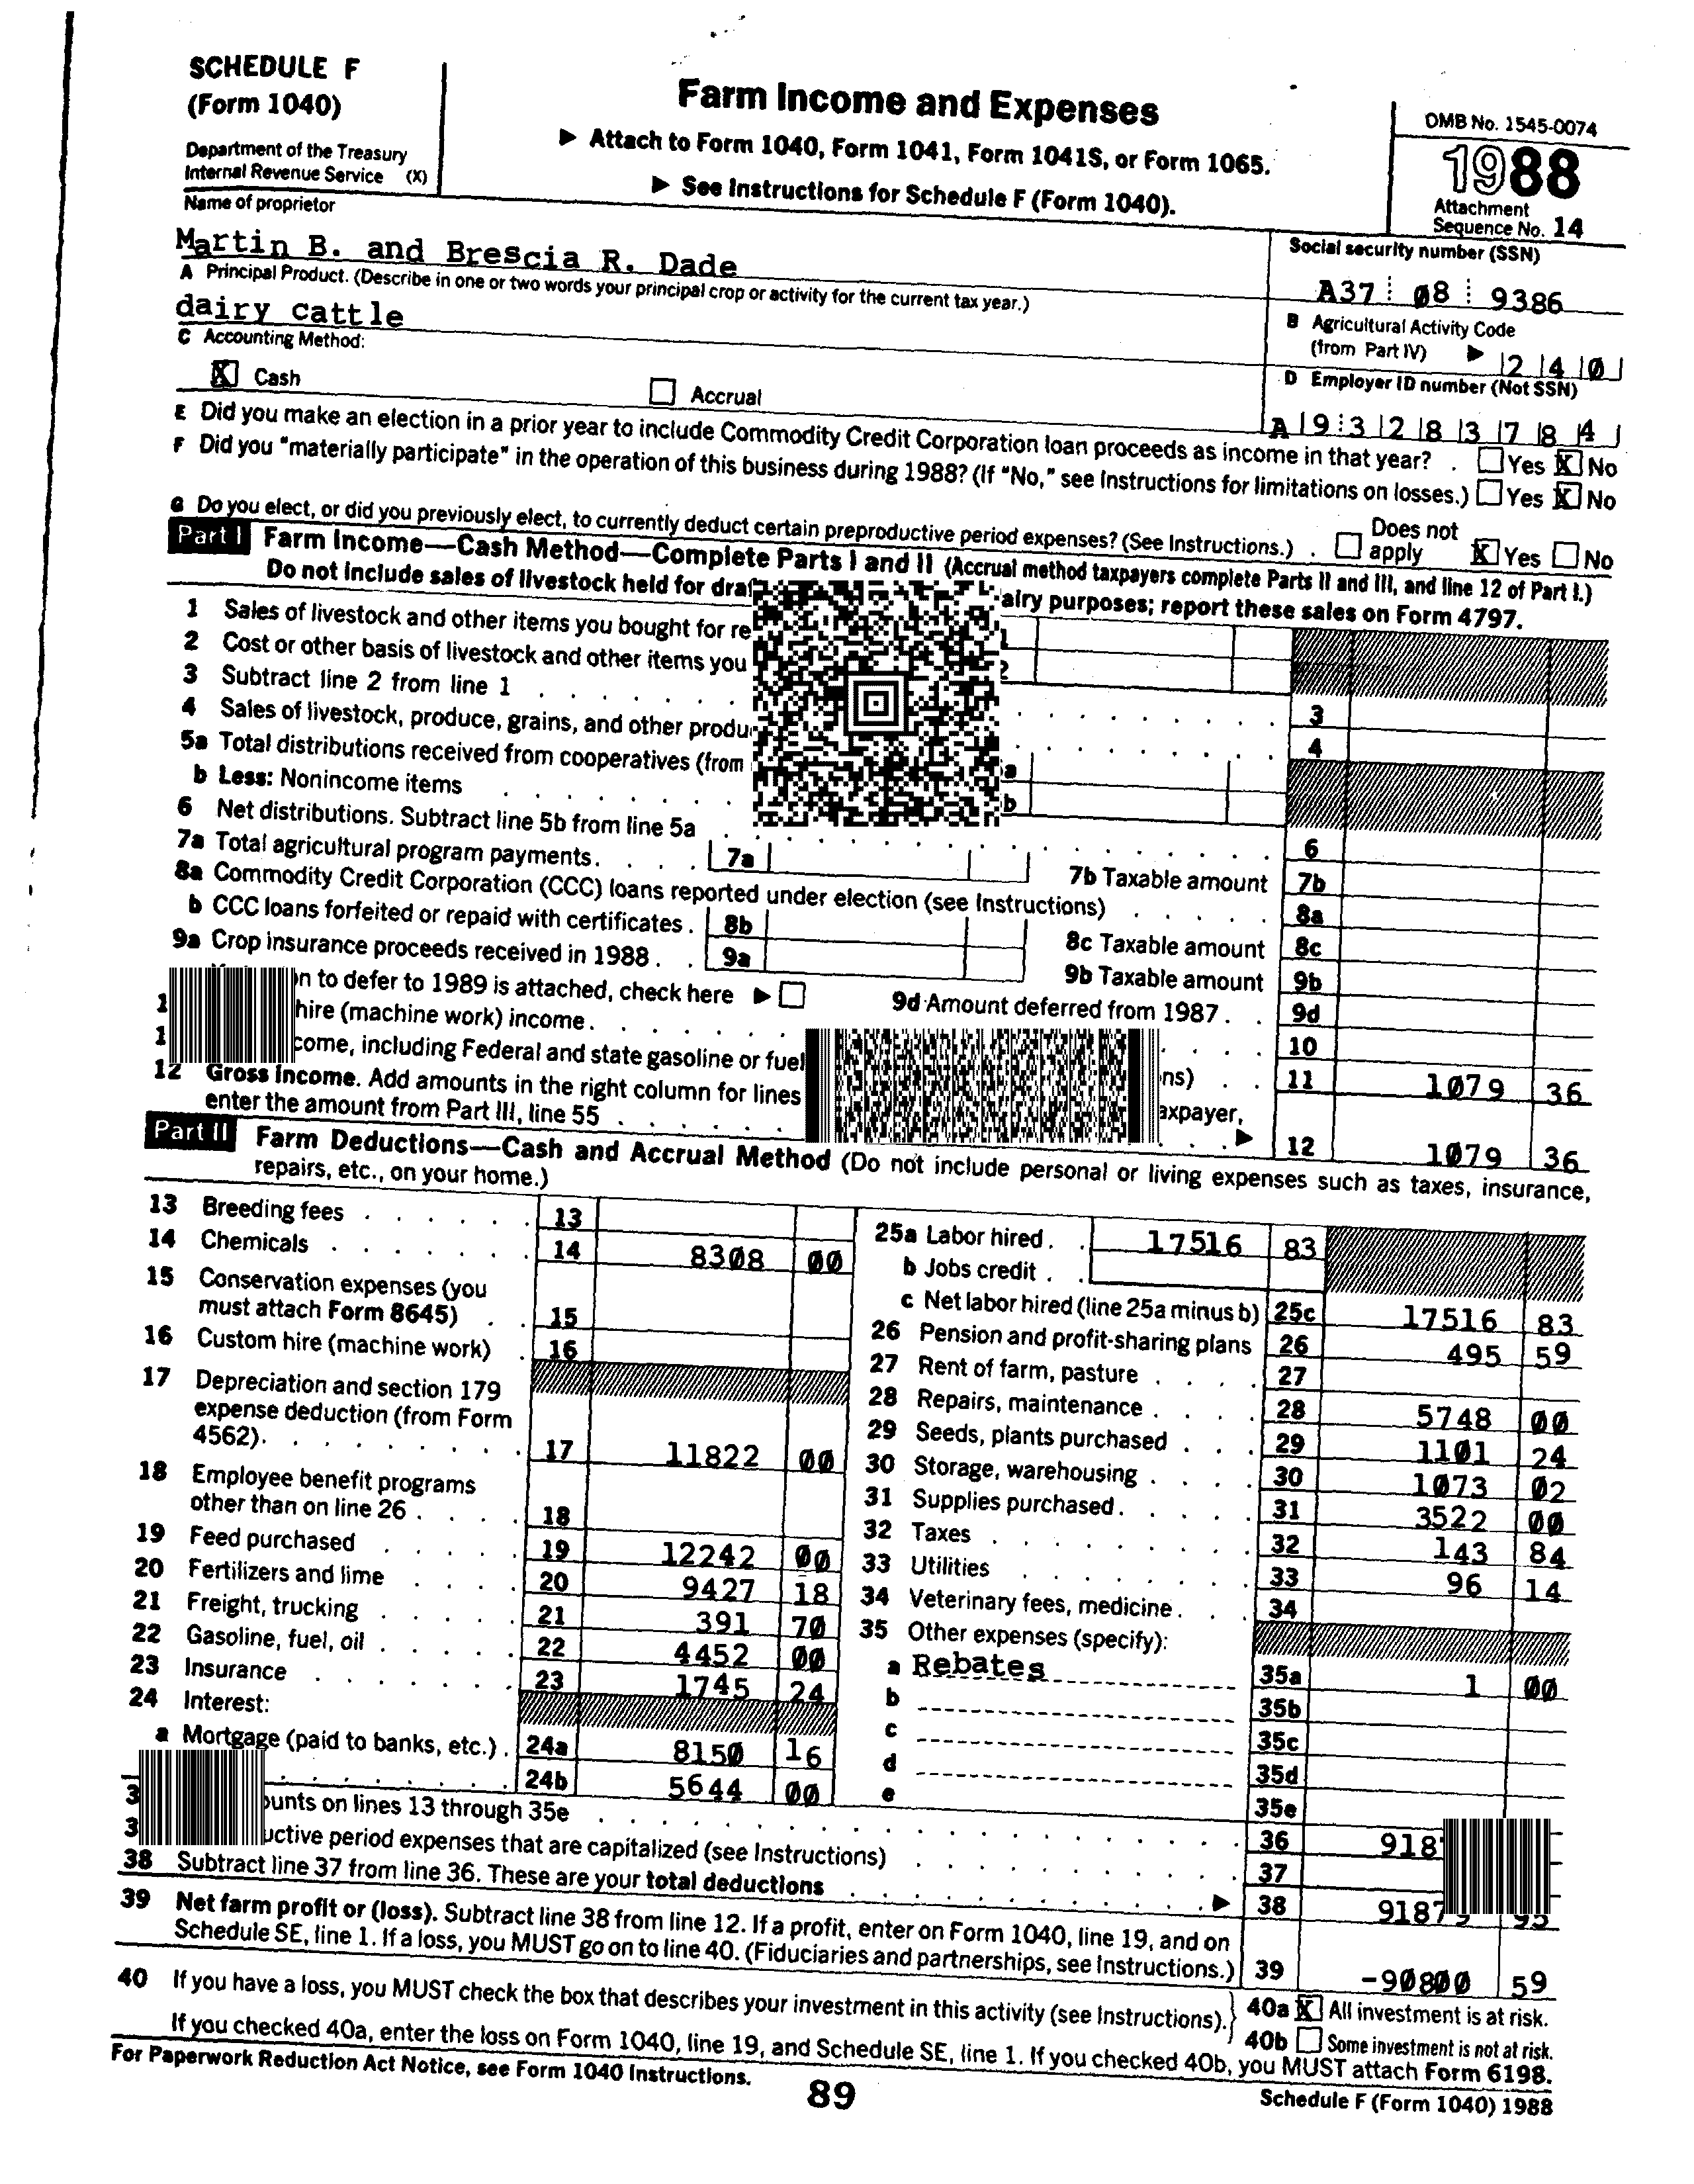 SCHEDULE F
(Form 1040)
Department of the Treasury
Internal Revenue Service (X)
Farm Income and Expenses
▶ Attach to Form 1040, Form 1041, Form 1041S, or Form 1065.
▶ See Instructions for Schedule F (Form 1040).
OMB No. 1545-0074
1988
Attachment
Sequence No. 14
Name of proprietor
Martin B. and Brescia R. Dade
Social security number (SSN)
A37 08 9386
A Principal Product. (Describe in one or two words your principal crop or activity for the current tax year.)
dairy cattle
B Agricultural Activity Code
(from Part IV) ▶ 2 4 0
C Accounting Method:
X Cash
Accrual
D Employer ID number (Not SSN)
A 9 3 2 8 3 7 8 4
E Did you make an election in a prior year to include Commodity Credit Corporation loan proceeds as income in that year? . Yes X No
F Did you "materially participate" in the operation of this business during 1988? (If "No," see Instructions for limitations on losses.) Yes X No
G Do you elect, or did you previously elect, to currently deduct certain preproductive period expenses? (See Instructions.) . Does not apply X Yes No
Part I Farm Income—Cash Method—Complete Parts I and II (Accrual method taxpayers complete Parts II and III, and line 12 of Part I.)
Do not include sales of livestock held for airy purposes; report these sales on Form 4797.
1 Sales of livestock and other items you bought for
2 Cost or other basis of livestock and other items you
3 Subtract line 2 from line 1 3
4 Sales of livestock, produce, grains, and other 4
5a Total distributions received from cooperatives (from a
b Less: Nonincome items b
6 Net distributions. Subtract line 5b from line 5a 6
7a Total agricultural program payments. 7a 7b Taxable amount 7b
8a Commodity Credit Corporation (CCC) loans reported under election (see Instructions) 8a
b CCC loans forfeited or repaid with certificates . 8b 8c Taxable amount 8c
9a Crop insurance proceeds received in 1988 . 9a 9b Taxable amount 9b
to defer to 1989 is attached, check here ▶ 9d Amount deferred from 1987 . . 9d
hire (machine work) income . 10
come, including Federal and state gasoline or fuel ns) 11 1079 36
12 Gross income. Add amounts in the right column for lines axpayer,
enter the amount from Part III, line 55 ▶ 12 1079 36
Part II Farm Deductions—Cash and Accrual Method (Do not include personal or living expenses such as taxes, insurance,
repairs, etc., on your home.)
13 Breeding fees 13
14 Chemicals 14 8308 00
15 Conservation expenses (you
must attach Form 8645) 15
16 Custom hire (machine work) 16
17 Depreciation and section 179
expense deduction (from Form
4562). 17 11822 00
18 Employee benefit programs
other than on line 26 18
19 Feed purchased 19 12242 00
20 Fertilizers and lime 20 9427 18
21 Freight, trucking 21 391 70
22 Gasoline, fuel, oil 22 4452 00
23 Insurance 23 1745 24
24 Interest:
a Mortgage (paid to banks, etc.) . 24a 8150 16
24b 5644 00
25a Labor hired . 17516 83
b Jobs credit .
c Net labor hired (line 25a minus b) 25c 17516 83
26 Pension and profit-sharing plans 26 495 59
27 Rent of farm, pasture 27
28 Repairs, maintenance 28 5748 00
29 Seeds, plants purchased 29 1101 24
30 Storage, warehousing 30 1073 02
31 Supplies purchased 31 3522 00
32 Taxes 32 143 84
33 Utilities 33 96 14
34 Veterinary fees, medicine 34
35 Other expenses (specify):
a Rebates 35a 1 00
b 35b
c 35c
d 35d
e 35e
ounts on lines 13 through 35e 36 918
uctive period expenses that are capitalized (see Instructions) 37
38 Subtract line 37 from line 36. These are your total deductions ▶ 38 91879 95
39 Net farm profit or (loss). Subtract line 38 from line 12. If a profit, enter on Form 1040, line 19, and on
Schedule SE, line 1. If a loss, you MUST go on to line 40. (Fiduciaries and partnerships, see Instructions.) 39 -90800 59
40 If you have a loss, you MUST check the box that describes your investment in this activity (see Instructions). 40a X All investment is at risk.
40b Some investment is not at risk.
If you checked 40a, enter the loss on Form 1040, line 19, and Schedule SE, line 1. If you checked 40b, you MUST attach Form 6198.
For Paperwork Reduction Act Notice, see Form 1040 Instructions.
89
Schedule F (Form 1040) 1988